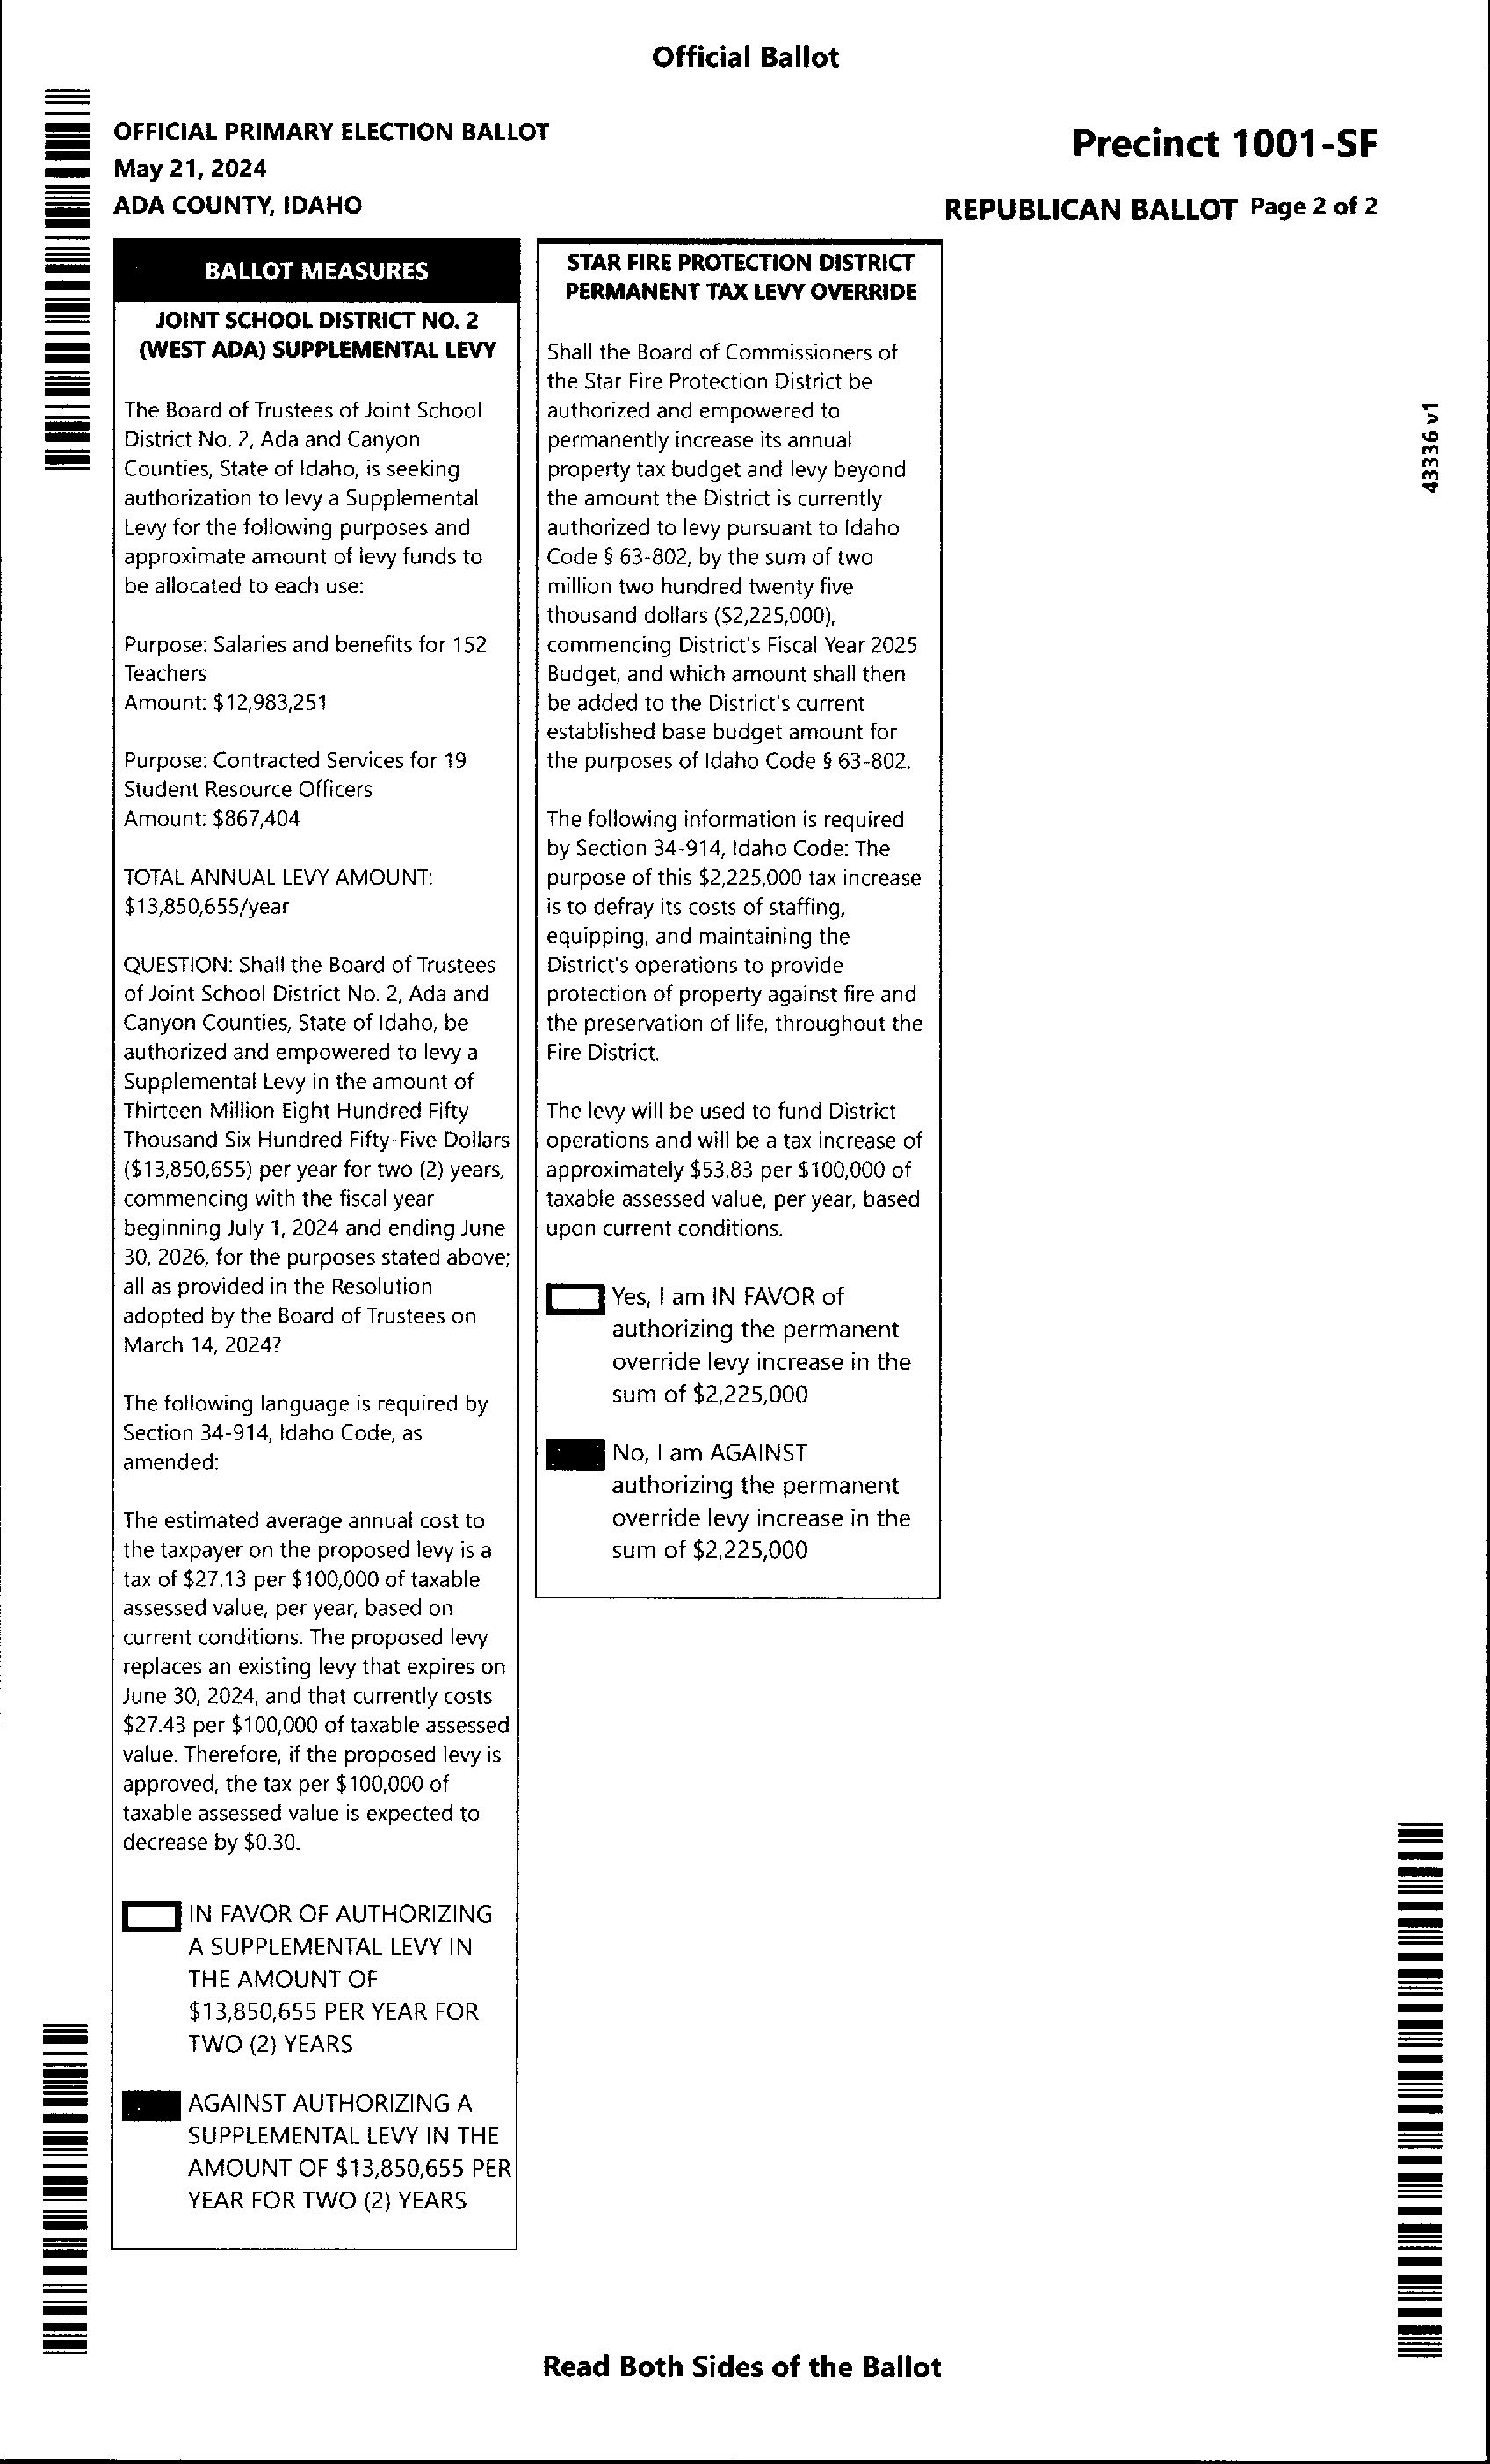 Official Ballot
OFFICIAL PRIMARY ELECTION BALLOT
May 21, 2024
ADA COUNTY, IDAHO
Precinct 1001-SF
REPUBLICAN BALLOT Page 2 of 2
BALLOT MEASURES
JOINT SCHOOL DISTRICT NO. 2
(WEST ADA) SUPPLEMENTAL LEVY
The Board of Trustees of Joint School
District No. 2, Ada and Canyon
Counties, State of Idaho, is seeking
authorization to levy a Supplemental
Levy for the following purposes and
approximate amount of levy funds to
be allocated to each use:
Purpose: Salaries and benefits for 152
Teachers
Amount: $12,983,251
Purpose: Contracted Services for 19
Student Resource Officers
Amount: $867,404
TOTAL ANNUAL LEVY AMOUNT:
$13,850,655/year
QUESTION: Shall the Board of Trustees
of Joint School District No. 2, Ada and
Canyon Counties, State of Idaho, be
authorized and empowered to levy a
Supplemental Levy in the amount of
Thirteen Million Eight Hundred Fifty
Thousand Six Hundred Fifty-Five Dollars
($13,850,655) per year for two (2) years,
commencing with the fiscal year
beginning July 1, 2024 and ending June
30, 2026, for the purposes stated above;
all as provided in the Resolution
adopted by the Board of Trustees on
March 14, 2024?
The following language is required by
Section 34-914, Idaho Code, as
amended:
The estimated average annual cost to
the taxpayer on the proposed levy is a
tax of $27.13 per $100,000 of taxable
assessed value, per year, based on
current conditions. The proposed levy
replaces an existing levy that expires on
June 30, 2024, and that currently costs
$27.43 per $100,000 of taxable assessed
value. Therefore, if the proposed levy is
approved, the tax per $100,000 of
taxable assessed value is expected to
decrease by $0.30.
IN FAVOR OF AUTHORIZING
A SUPPLEMENTAL LEVY IN
THE AMOUNT OF
$13,850,655 PER YEAR FOR
TWO (2) YEARS
AGAINST AUTHORIZING A
SUPPLEMENTAL LEVY IN THE
AMOUNT OF $13,850,655 PER
YEAR FOR TWO (2) YEARS
STAR FIRE PROTECTION DISTRICT
PERMANENT TAX LEVY OVERRIDE
Shall the Board of Commissioners of
the Star Fire Protection District be
authorized and empowered to
permanently increase its annual
property tax budget and levy beyond
the amount the District is currently
authorized to levy pursuant to Idaho
Code § 63-802, by the sum of two
million two hundred twenty five
thousand dollars ($2,225,000),
commencing District's Fiscal Year 2025
Budget, and which amount shall then
be added to the District's current
established base budget amount for
the purposes of Idaho Code § 63-802.
The following information is required
by Section 34-914, Idaho Code: The
purpose of this $2,225,000 tax increase
is to defray its costs of staffing,
equipping, and maintaining the
District's operations to provide
protection of property against fire and
the preservation of life, throughout the
Fire District.
The levy will be used to fund District
operations and will be a tax increase of
approximately $53.83 per $100,000 of
taxable assessed value, per year, based
upon current conditions.
Yes, I am IN FAVOR of
authorizing the permanent
override levy increase in the
sum of $2,225,000
No, I am AGAINST
authorizing the permanent
override levy increase in the
sum of $2,225,000
43336 v1
Read Both Sides of the Ballot